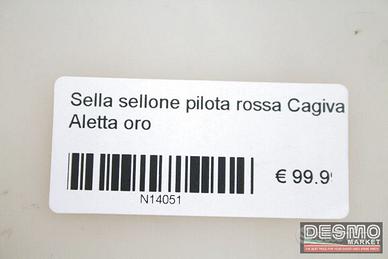 Sella sellone pilota rossa Cagiva
Aletta oro
€ 99.9
N14051
DESMO
MARKET